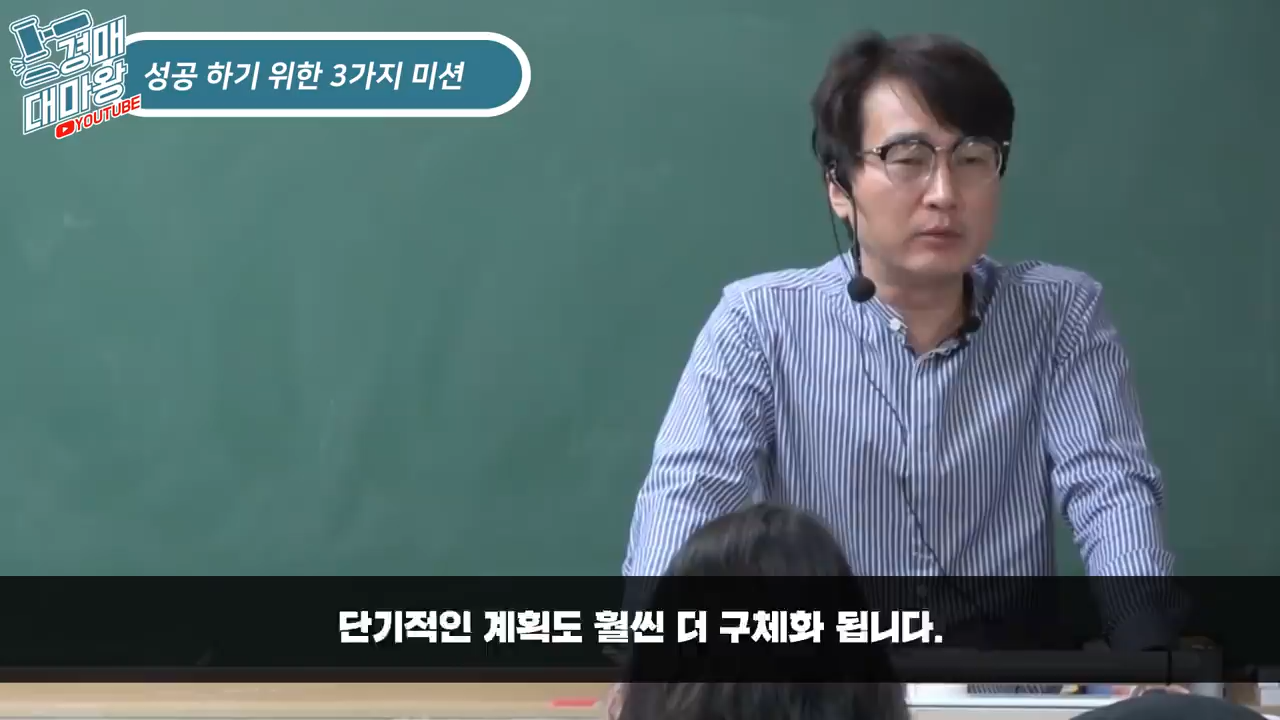 경매
대마왕
YOUTUBE
성공 하기 위한 3가지 미션
단기적인 계획도 훨씬 더 구체화 됩니다.